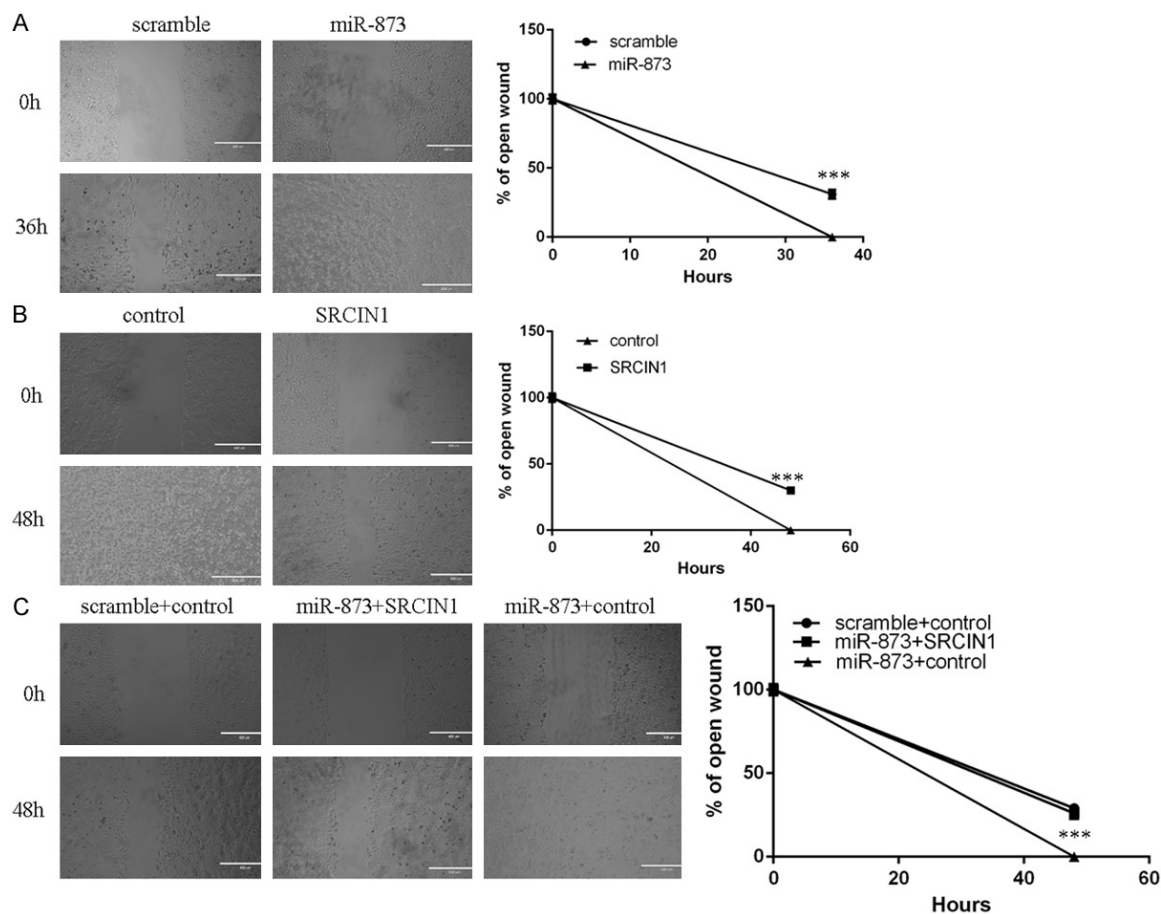 A
scramble
miR-873
0h
36h
scramble
miR-873
150
100
50
0
% of open wound
***
0
10
20
30
40
Hours
B
control
SRCIN1
0h
48h
control
SRCIN1
150
100
50
0
% of open wound
***
0
20
40
60
Hours
C
scramble+control
miR-873+SRCIN1
miR-873+control
0h
48h
scramble+control
miR-873+SRCIN1
miR-873+control
150
100
50
0
% of open wound
***
0
20
40
60
Hours